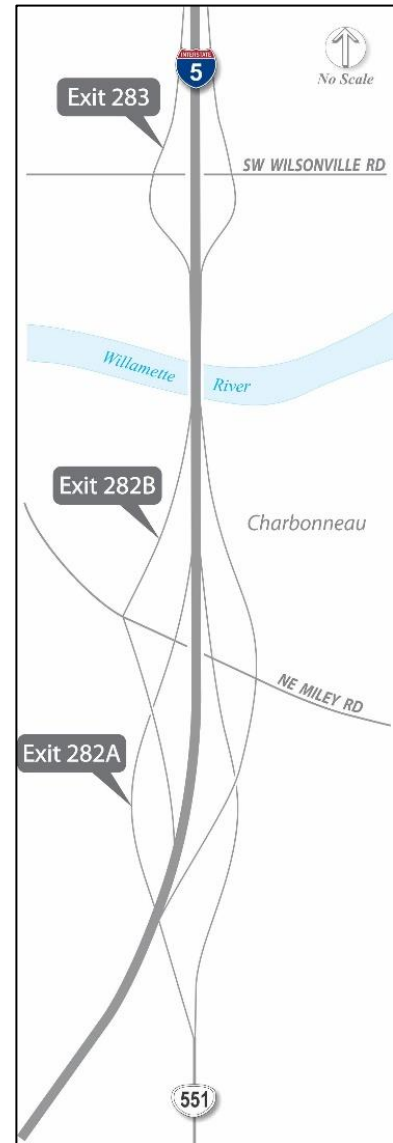 INTERSTATE
5
No Scale
Exit 283
SW WILSONVILLE RD
Willamette
River
Exit 282B
Charbonneau
NE MILEY RD
Exit 282A
551